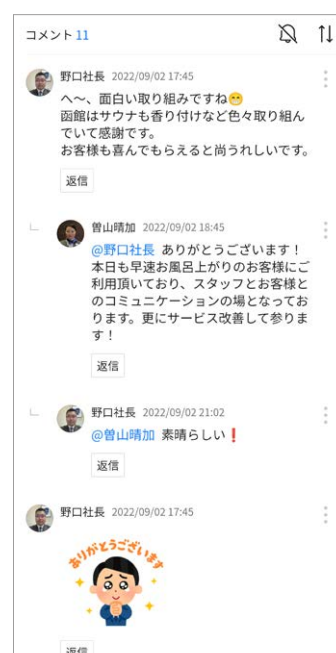 コメント 11
野口社長 2022/09/02 17:45
へ〜、面白い取り組みですね😁
函館はサウナも香り付けなど色々取り組ん
でいて感謝です。
お客様も喜んでもらえると尚うれしいです。
返信
曽山晴加 2022/09/02 18:45
@野口社長 ありがとうございます！
本日も早速お風呂上がりのお客様にご
利用頂いており、スタッフとお客様と
のコミュニケーションの場となってお
ります。更にサービス改善して参りま
す！
返信
野口社長 2022/09/02 21:02
@曽山晴加 素晴らしい❗
返信
野口社長 2022/09/02 17:45
ありがとうございます
返信